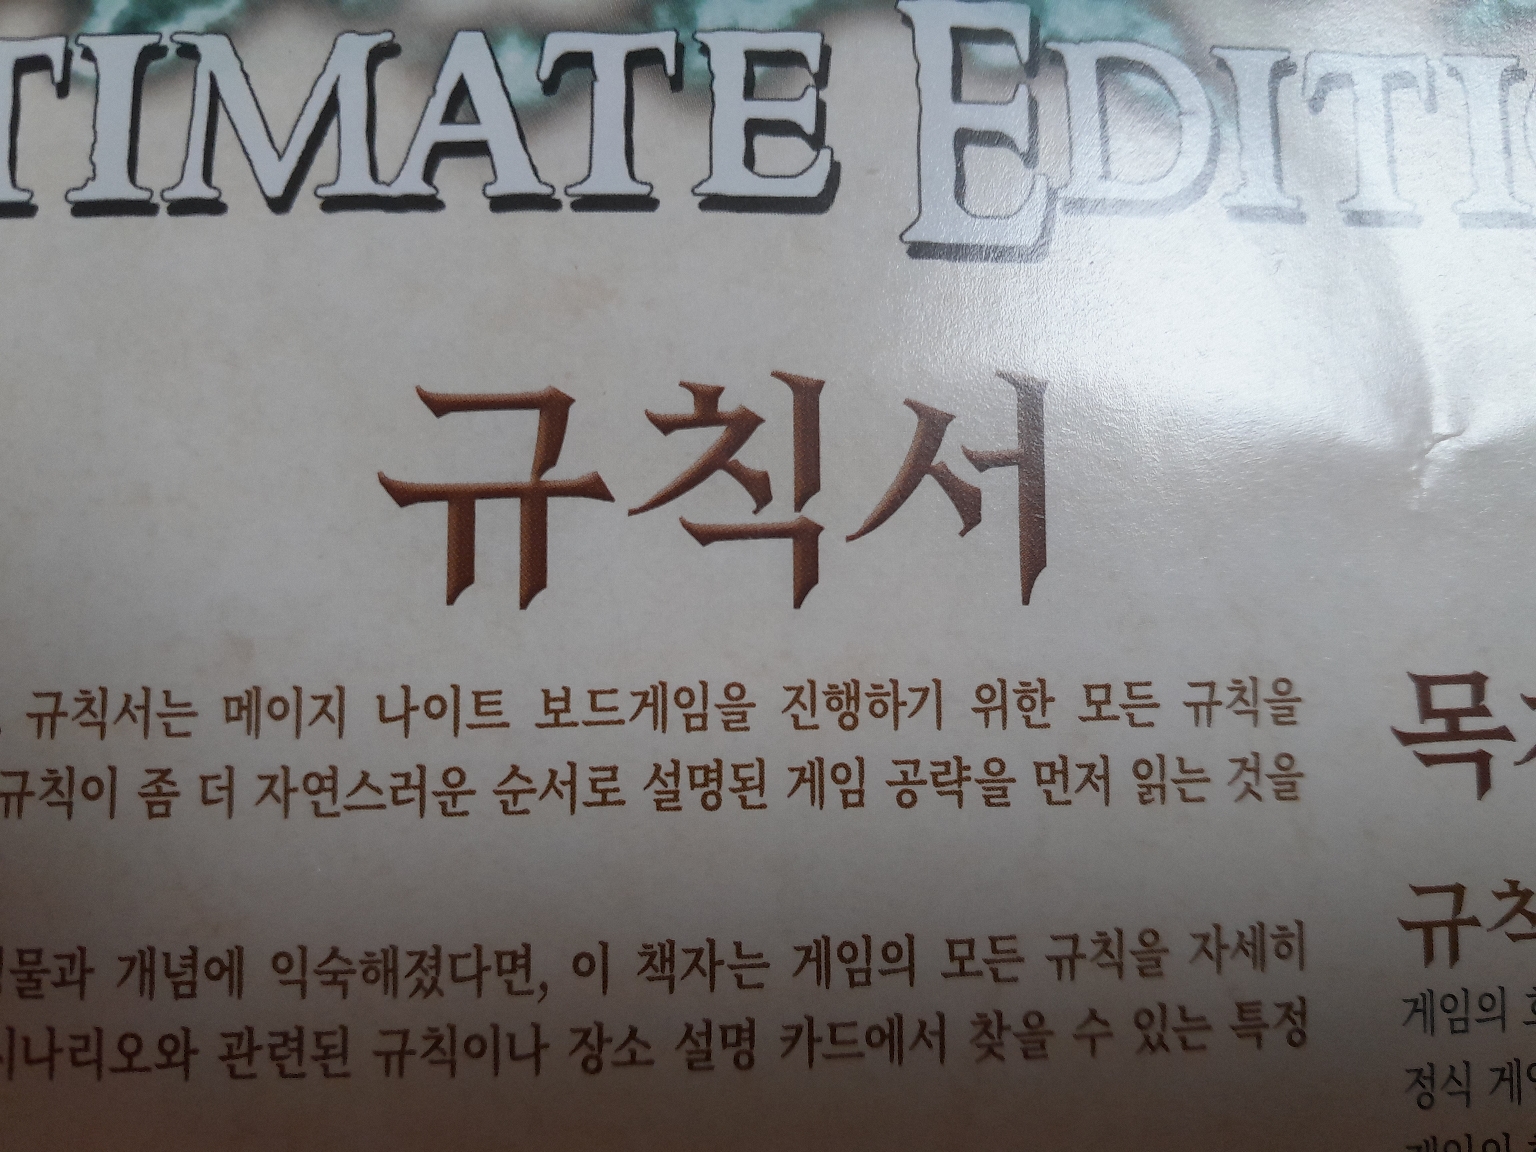 TIMATE EDITI
규칙서
규칙서는 메이지 나이트 보드게임을 진행하기 위한 모든 규칙을
규칙이 좀 더 자연스러운 순서로 설명된 게임 공략을 먼저 읽는 것을
개념에 익숙해졌다면, 이 책자는 게임의 모든 규칙을 자세히
시나리오와 관련된 규칙이나 장소 설명 카드에서 찾을 수 있는 특정
목
규칙
게임의
정식